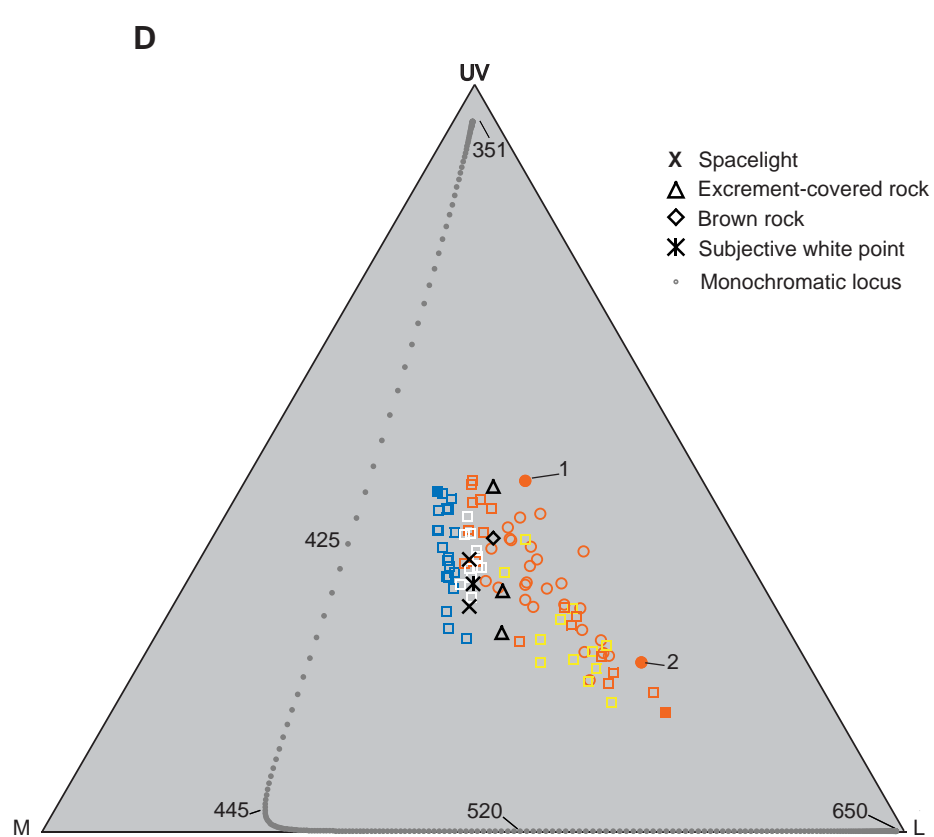 D
UV
351
X Spacelight
Excrement-covered rock
Brown rock
Subjective white point
Monochromatic locus
1
425
2
445
520
650
M
L